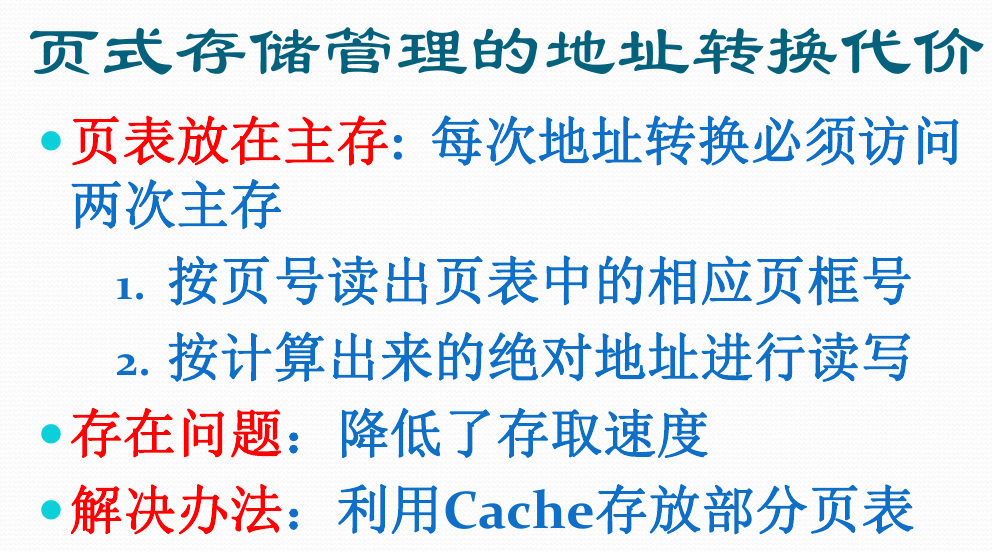 页式存储管理的地址转换代价
•页表放在主存：每次地址转换必须访问
两次主存
1. 按页号读出页表中的相应页框号
2. 按计算出来的绝对地址进行读写
•存在问题：降低了存取速度
•解决办法：利用Cache存放部分页表